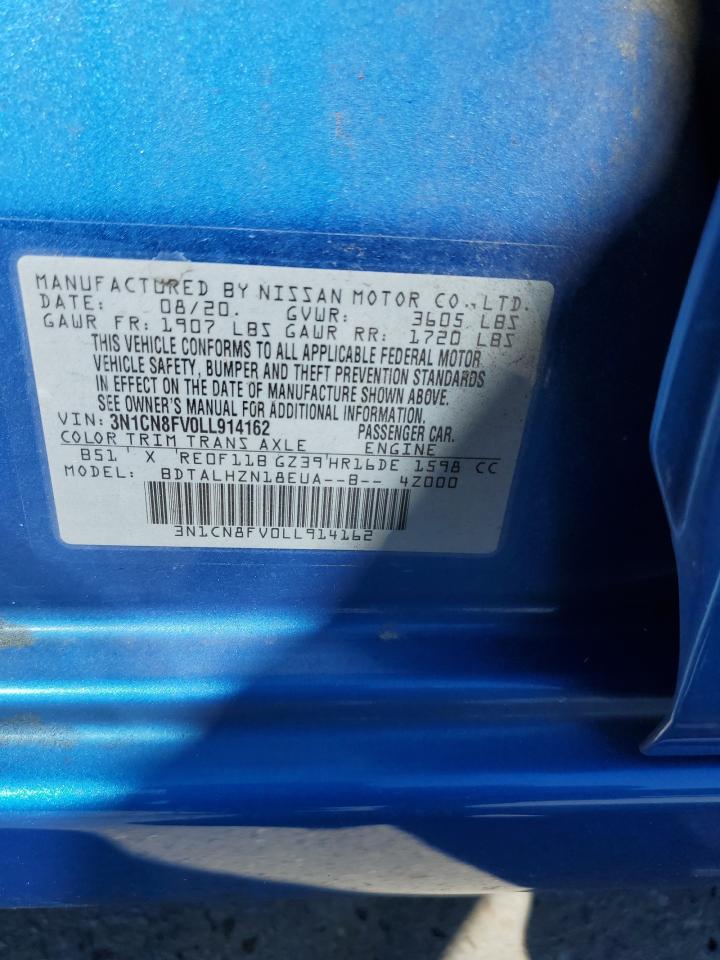 MANUFACTURED BY NISSAN MOTOR CO., LTD.
DATE: 08/20. GVWR: 3605 LBS
GAWR FR: 1907 LBS GAWR RR: 1720 LBS
THIS VEHICLE CONFORMS TO ALL APPLICABLE FEDERAL MOTOR
VEHICLE SAFETY, BUMPER AND THEFT PREVENTION STANDARDS
IN EFFECT ON THE DATE OF MANUFACTURE SHOWN ABOVE.
SEE OWNER'S MANUAL FOR ADDITIONAL INFORMATION.
VIN: 3N1CN8FV0LL914162 PASSENGER CAR.
COLOR TRIM TRANS AXLE ENGINE
B51 X RE0F11B GZ39 HR16DE 1598 CC
MODEL: BDTALHZN18EUA--B-- 4Z000
3N1CN8FV0LL914162